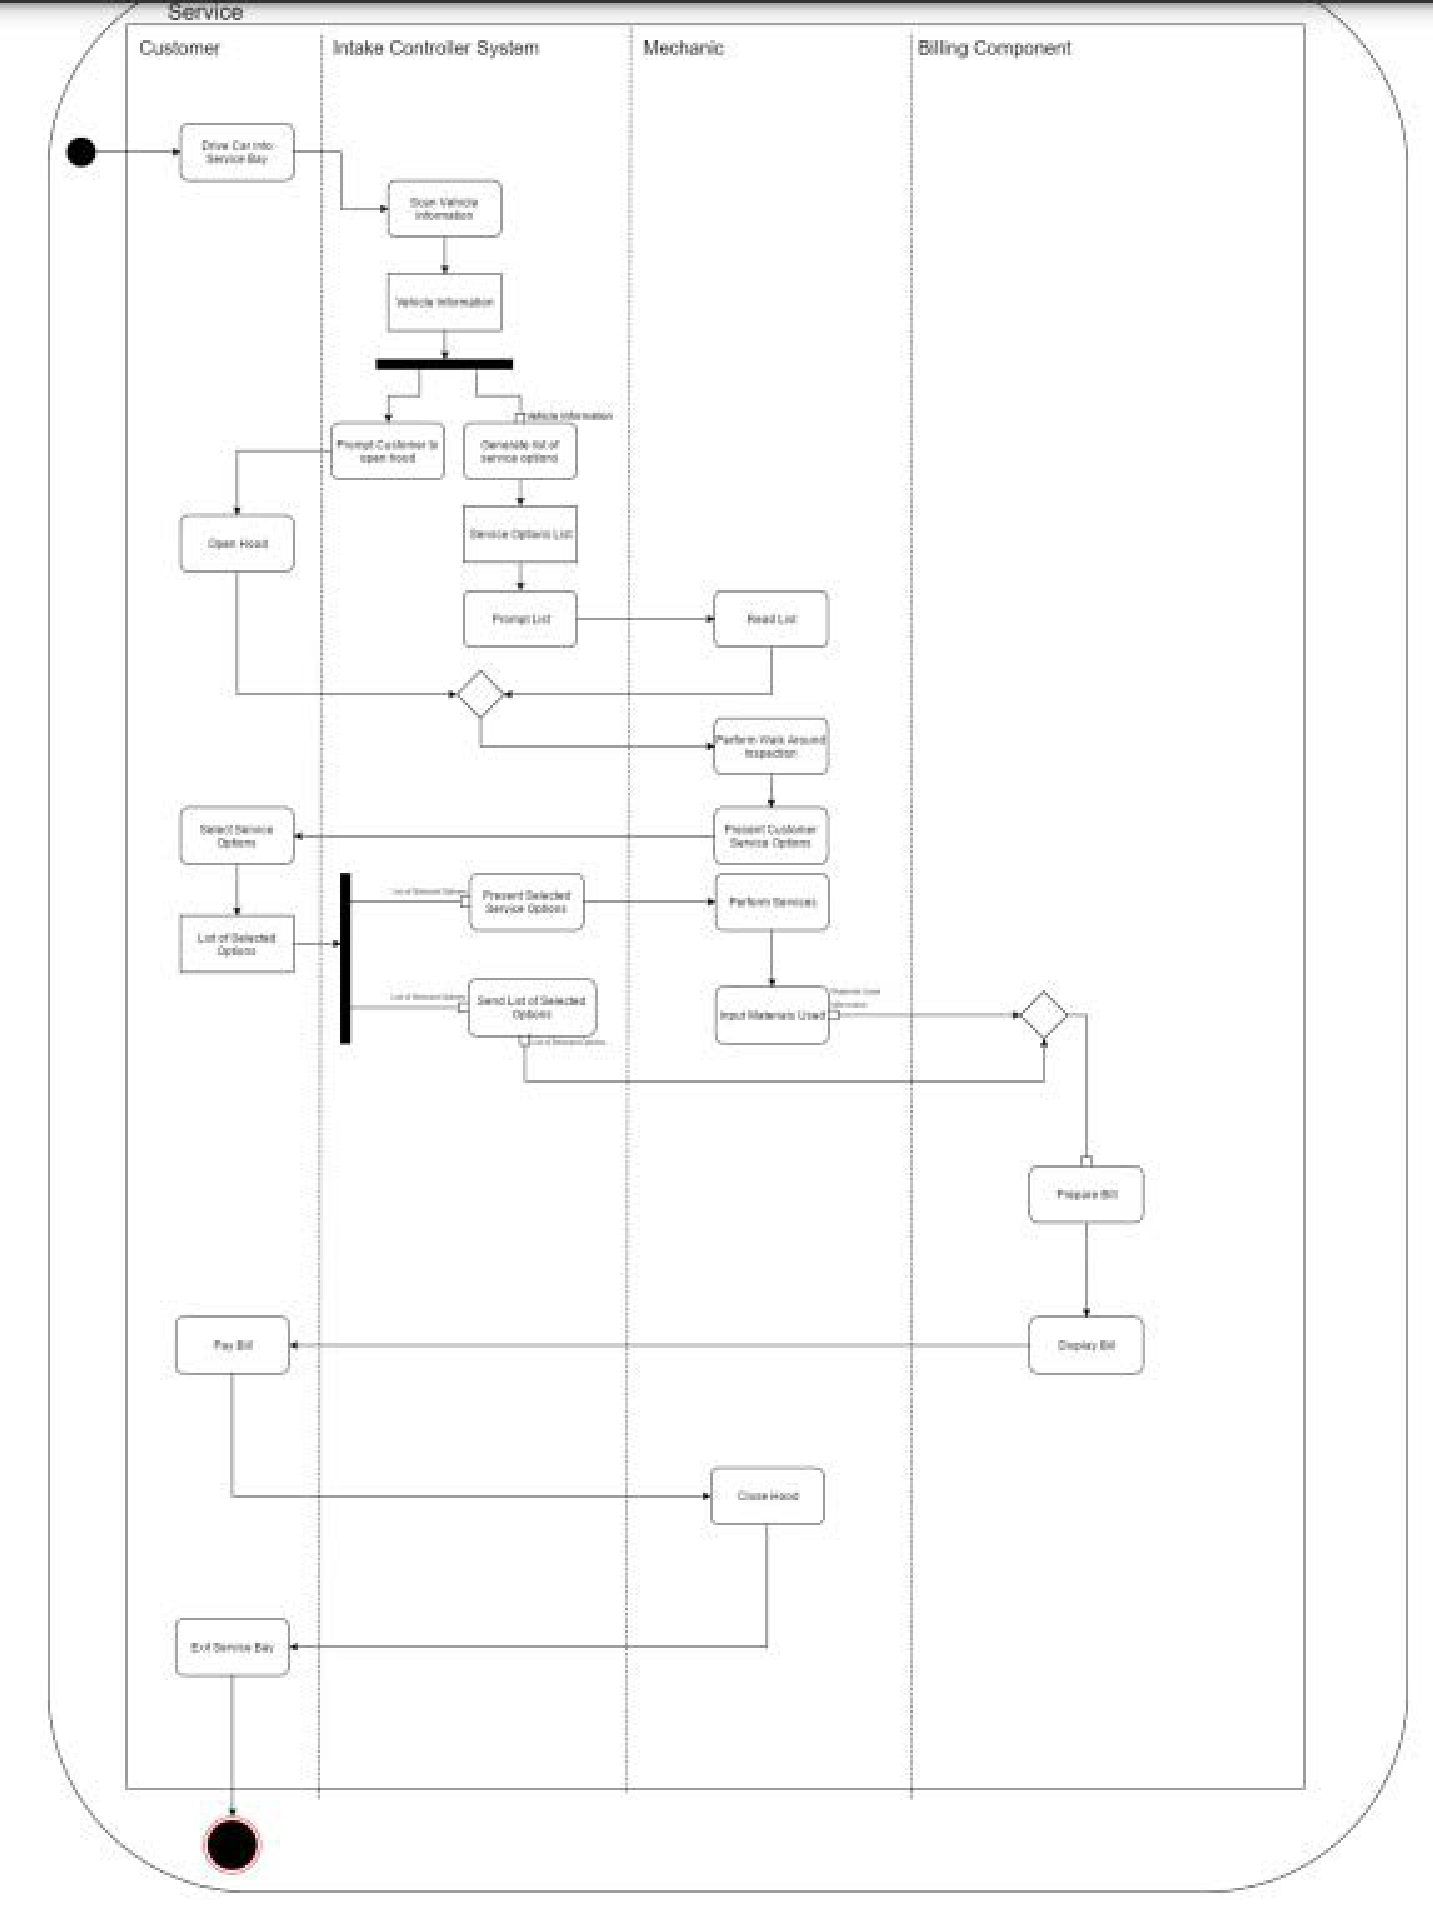 Service
Customer
Intake Controller System
Mechanic
Billing Component
Drive Car into
Service Bay
Scan Vehicle
Information
Vehicle Information
Vehicle Information
Prompt Customer to
open hood
Generate list of
service options
Open Hood
Service Options List
Prompt List
Read List
Perform Walk Around
Inspection
Select Service
Options
Present Customer
Service Options
List of Selected Options
Present Selected
Service Options
Perform Services
List of Selected
Options
List of Selected Options
Send List of Selected
Options
List of Selected Options
Input Materials Used
Materials Used
Information
Prepare Bill
Pay Bill
Display Bill
Close Hood
Exit Service Bay